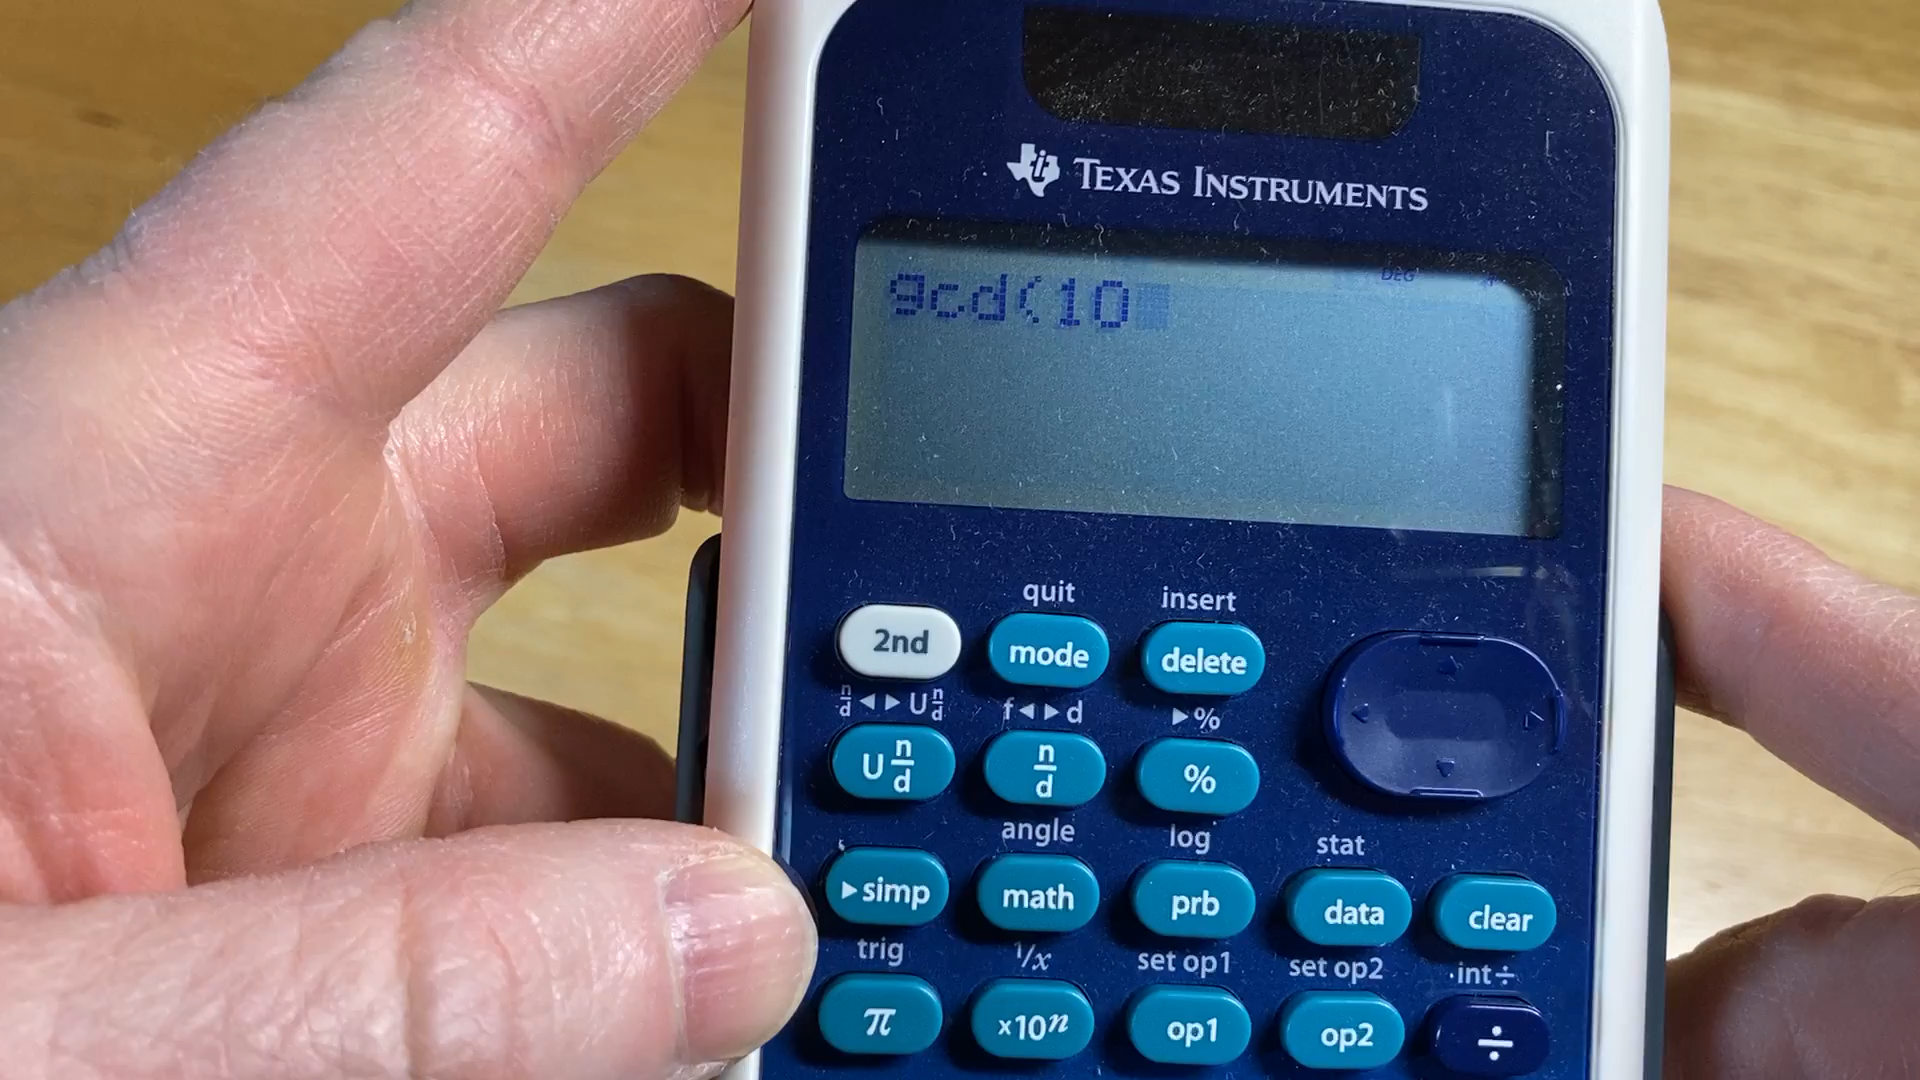 TEXAS INSTRUMENTS
DEG
gcd(10
quit insert
2nd mode delete
n/d ◄► U n/d f◄►d ►%
U n/d n/d %
angle log stat
►simp math prb data clear
trig 1/x set op1 set op2 int÷
π ×10ⁿ op1 op2 ÷